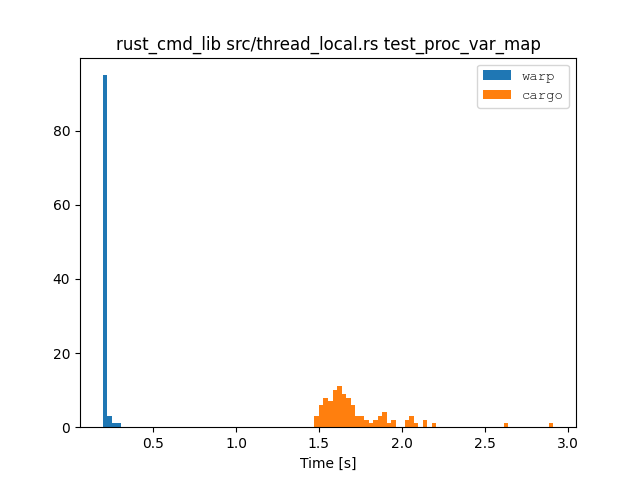 rust_cmd_lib src/thread_local.rs test_proc_var_map
warp
cargo
80
60
40
20
0
0.5 1.0 1.5 2.0 2.5 3.0
Time [s]